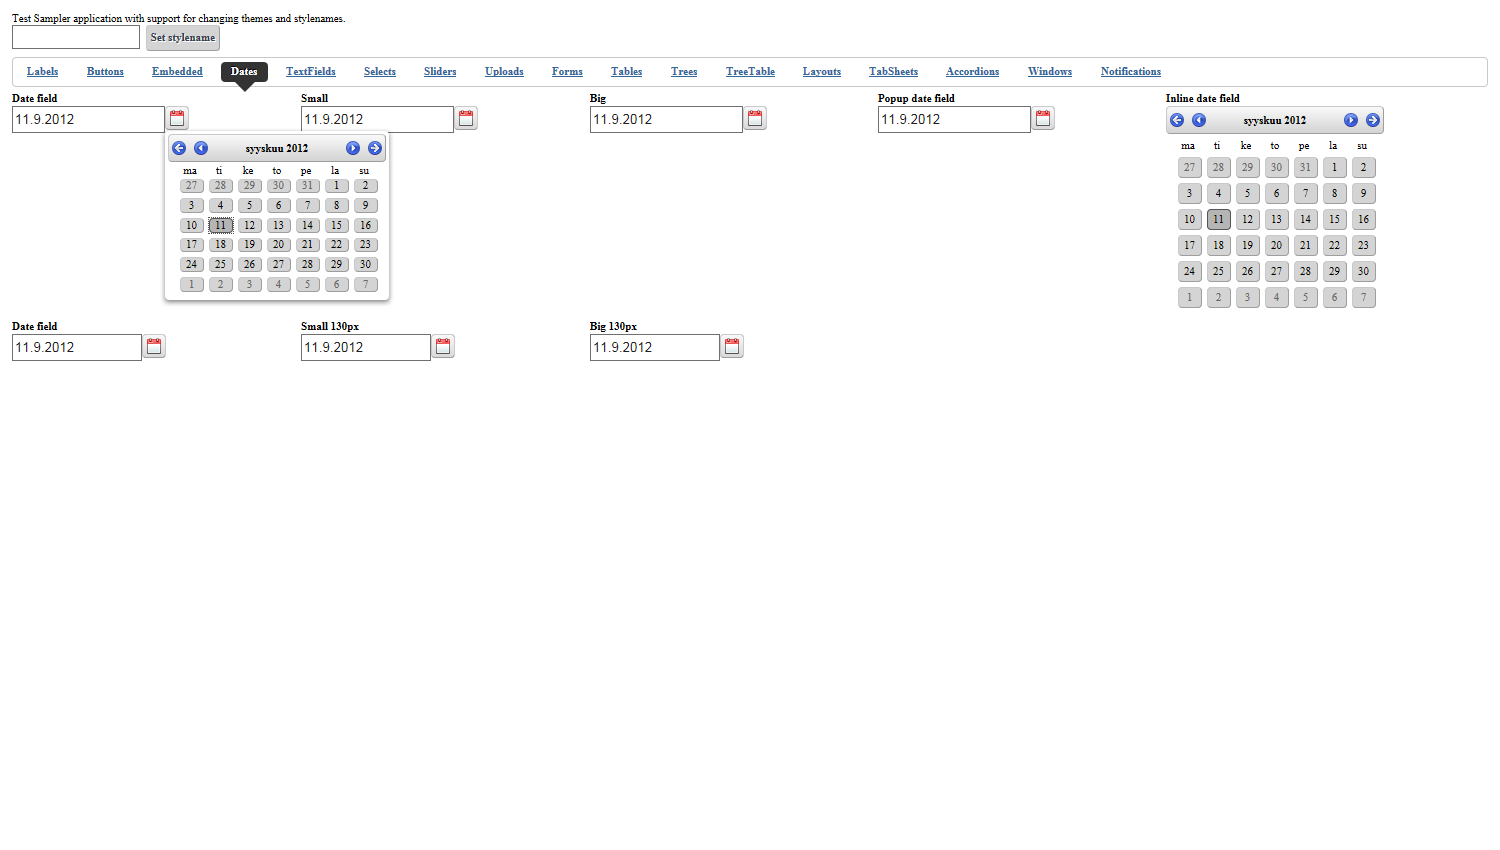 Test Sampler application with support for changing themes and stylenames.
Set stylename
Labels Buttons Embedded Dates TextFields Selects Sliders Uploads Forms Tables Trees TreeTable Layouts TabSheets Accordions Windows Notifications
Date field Small Big Popup date field Inline date field
11.9.2012 11.9.2012 11.9.2012 11.9.2012
syyskuu 2012
ma ti ke to pe la su
27 28 29 30 31 1 2
3 4 5 6 7 8 9
10 11 12 13 14 15 16
17 18 19 20 21 22 23
24 25 26 27 28 29 30
1 2 3 4 5 6 7
syyskuu 2012
ma ti ke to pe la su
27 28 29 30 31 1 2
3 4 5 6 7 8 9
10 11 12 13 14 15 16
17 18 19 20 21 22 23
24 25 26 27 28 29 30
1 2 3 4 5 6 7
Date field Small 130px Big 130px
11.9.2012 11.9.2012 11.9.2012